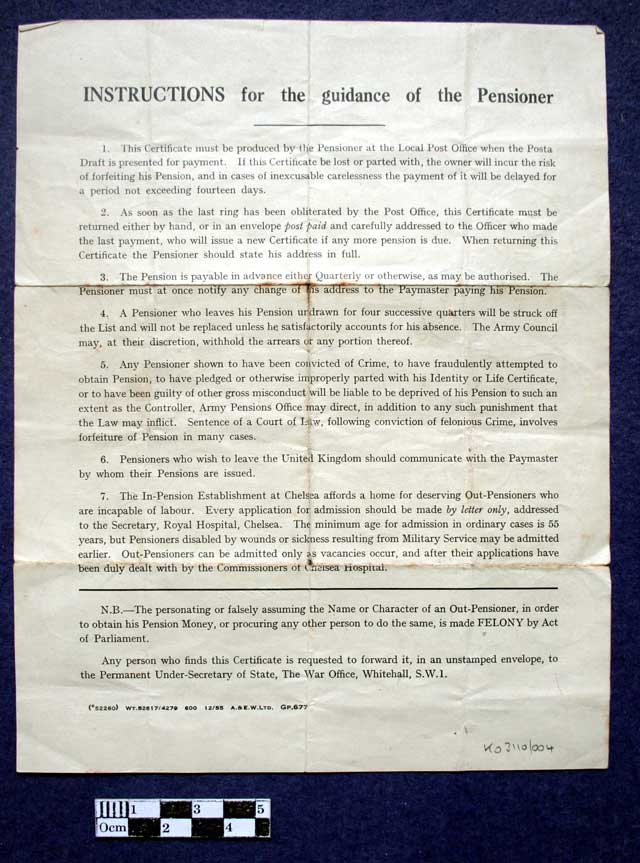 INSTRUCTIONS for the guidance of the Pensioner
1. This Certificate must be produced by the Pensioner at the Local Post Office when the Posta
Draft is presented for payment. If this Certificate be lost or parted with, the owner will incur the risk
of forfeiting his Pension, and in cases of inexcusable carelessness the payment of it will be delayed for
a period not exceeding fourteen days.
2. As soon as the last ring has been obliterated by the Post Office, this Certificate must be
returned either by hand, or in an envelope post paid and carefully addressed to the Officer who made
the last payment, who will issue a new Certificate if any more pension is due. When returning this
Certificate the Pensioner should state his address in full.
3. The Pension is payable in advance either Quarterly or otherwise, as may be authorised. The
Pensioner must at once notify any change of his address to the Paymaster paying his Pension.
4. A Pensioner who leaves his Pension undrawn for four successive quarters will be struck off
the List and will not be replaced unless he satisfactorily accounts for his absence. The Army Council
may, at their discretion, withhold the arrears or any portion thereof.
5. Any Pensioner shown to have been convicted of Crime, to have fraudulently attempted to
obtain Pension, to have pledged or otherwise improperly parted with his Identity or Life Certificate,
or to have been guilty of other gross misconduct will be liable to be deprived of his Pension to such an
extent as the Controller, Army Pensions Office may direct, in addition to any such punishment that
the Law may inflict. Sentence of a Court of Law, following conviction of felonious Crime, involves
forfeiture of Pension in many cases.
6. Pensioners who wish to leave the United Kingdom should communicate with the Paymaster
by whom their Pensions are issued.
7. The In-Pension Establishment at Chelsea affords a home for deserving Out-Pensioners who
are incapable of labour. Every application for admission should be made by letter only, addressed
to the Secretary, Royal Hospital, Chelsea. The minimum age for admission in ordinary cases is 55
years, but Pensioners disabled by wounds or sickness resulting from Military Service may be admitted
earlier. Out-Pensioners can be admitted only as vacancies occur, and after their applications have
been duly dealt with by the Commissioners of Chelsea Hospital.
N.B.—The personating or falsely assuming the Name or Character of an Out-Pensioner, in order
to obtain his Pension Money, or procuring any other person to do the same, is made FELONY by Act
of Parliament.
Any person who finds this Certificate is requested to forward it, in an unstamped envelope, to
the Permanent Under-Secretary of State, The War Office, Whitehall, S.W.1.
(*52260) WT.52617/4279 600 12/55 A.&E.W.LTD. GP.677
KO3110/004
1 3 5
0cm 2 4